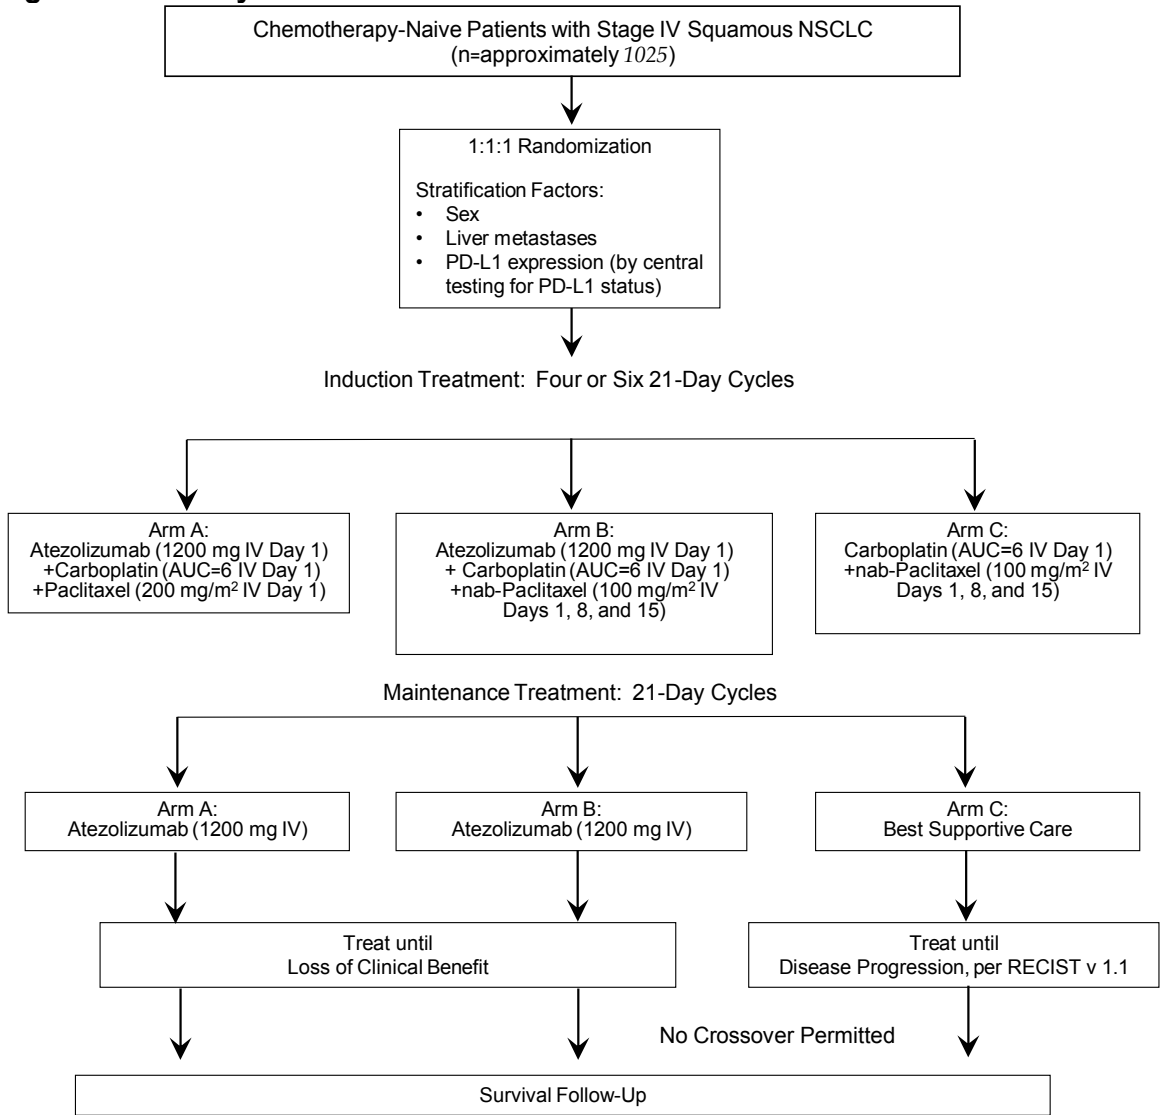 Chemotherapy-Naive Patients with Stage IV Squamous NSCLC
(n=approximately 1025)
1:1:1 Randomization
Stratification Factors:
• Sex
• Liver metastases
• PD-L1 expression (by central
testing for PD-L1 status)
Induction Treatment: Four or Six 21-Day Cycles
Arm A:
Atezolizumab (1200 mg IV Day 1)
+Carboplatin (AUC=6 IV Day 1)
+Paclitaxel (200 mg/m² IV Day 1)
Arm B:
Atezolizumab (1200 mg IV Day 1)
+ Carboplatin (AUC=6 IV Day 1)
+nab-Paclitaxel (100 mg/m² IV
Days 1, 8, and 15)
Arm C:
Carboplatin (AUC=6 IV Day 1)
+nab-Paclitaxel (100 mg/m² IV
Days 1, 8, and 15)
Maintenance Treatment: 21-Day Cycles
Arm A:
Atezolizumab (1200 mg IV)
Arm B:
Atezolizumab (1200 mg IV)
Arm C:
Best Supportive Care
Treat until
Loss of Clinical Benefit
Treat until
Disease Progression, per RECIST v 1.1
No Crossover Permitted
Survival Follow-Up